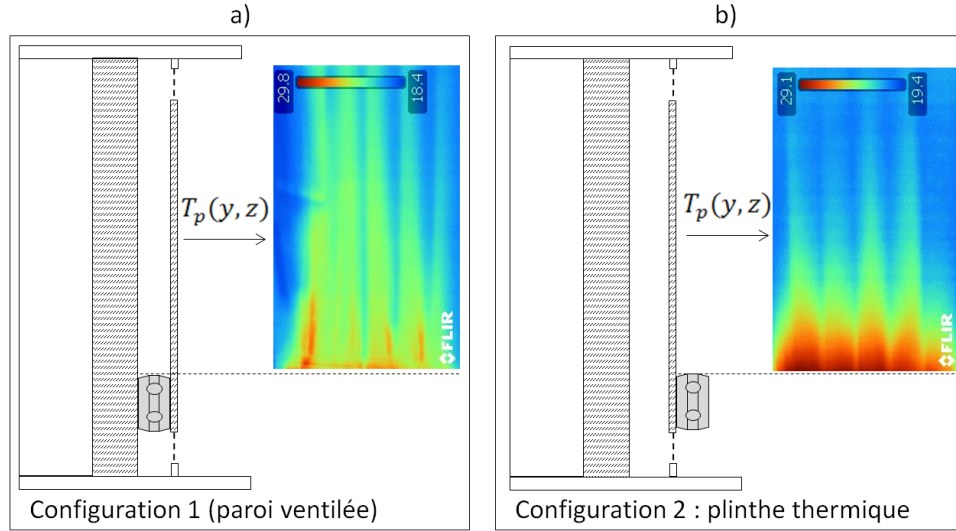 a)
29.8
18.4
T_p(y, z)
FLIR
Configuration 1 (paroi ventilée)
b)
29.1
19.4
T_p(y, z)
FLIR
Configuration 2 : plinthe thermique